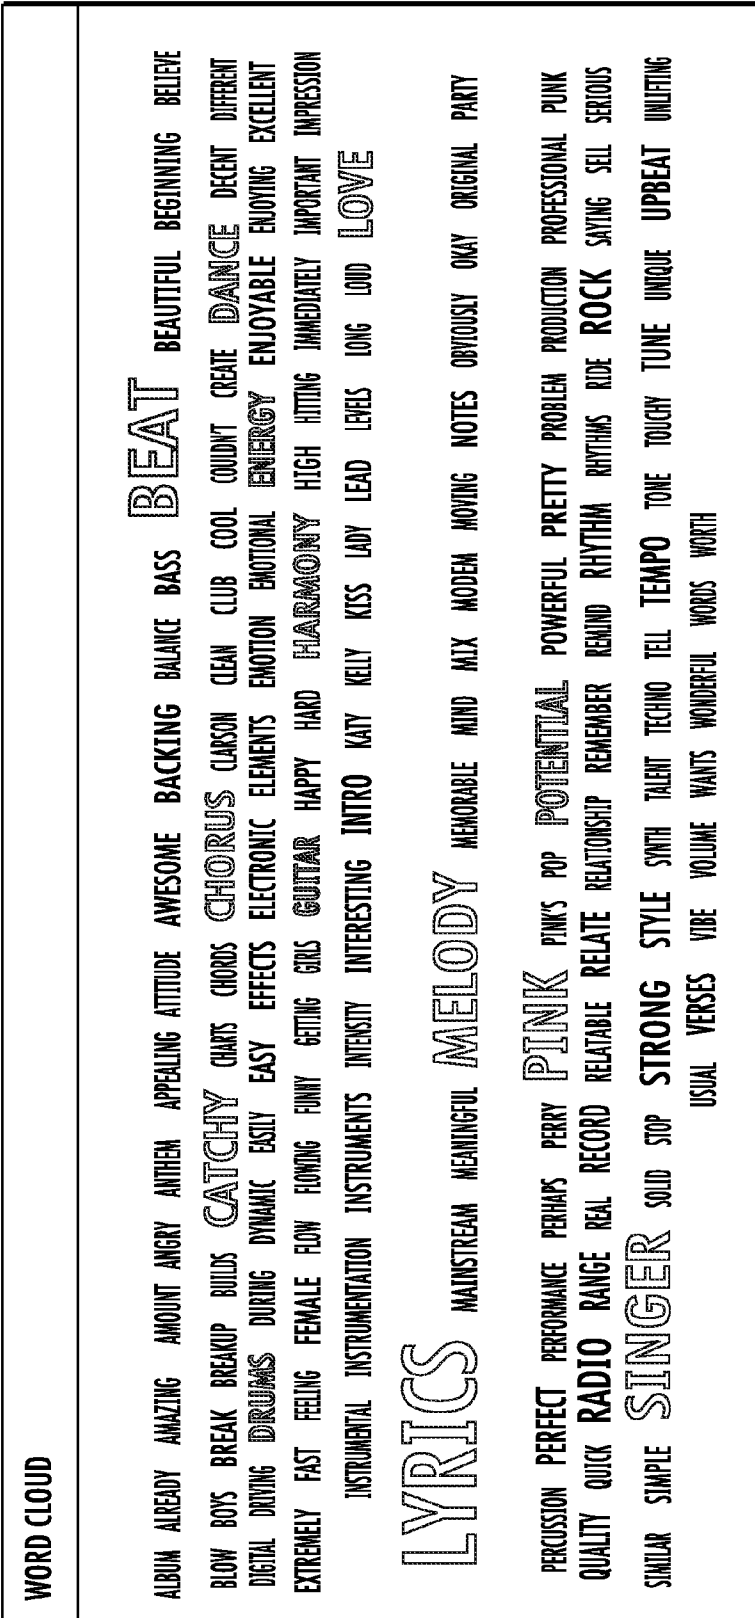 WORD CLOUD
ALBUM ALREADY AMAZING AMOUNT ANGRY ANTHEM APPEALING ATTITUDE AWESOME BACKING BALANCE BASS BEAT BEAUTIFUL BEGINNING BELIEVE
BLOW BOYS BREAK BREAKUP BUILDS CATCHY CHARTS CHORDS CHORUS CLARSON CLEAN CLUB COOL COULDN'T CREATE DANCE DECENT DIFFERENT
DIGITAL DRIVING DRUMS DURING DYNAMIC EASILY EASY EFFECTS ELECTRONIC ELEMENTS EMOTION EMOTIONAL ENERGY ENJOYABLE ENJOYING EXCELLENT
EXTREMELY FAST FEELING FEMALE FLOW FLOWING FUNNY GETTING GIRLS GUITAR HAPPY HARD HARMONY HIGH HITTING IMMEDIATELY IMPORTANT IMPRESSION
INSTRUMENTAL INSTRUMENTATION INSTRUMENTS INTENSITY INTERESTING INTRO KATY KELLY KISS LADY LEAD LEVELS LONG LOUD LOVE
LYRICS MAINSTREAM MEANINGFUL MELODY MEMORABLE MIND MIX MODEM MOVING NOTES OBVIOUSLY OKAY ORIGINAL PARTY
PERCUSSION PERFECT PERFORMANCE PERHAPS PERRY PINK PINK'S POP POTENTIAL POWERFUL PRETTY PROBLEM PRODUCTION PROFESSIONAL PUNK
QUALITY QUICK RADIO RANGE REAL RECORD RELATABLE RELATE RELATIONSHIP REMEMBER REMIND RHYTHM RHYTHMS RIDE ROCK SAYING SELL SERIOUS
SIMILAR SIMPLE SINGER SOLID STOP STRONG STYLE SYNTH TALENT TECHNO TELL TEMPO TONE TOUCHY TUNE UNIQUE UPBEAT UNLIFTING
USUAL VERSES VIBE VOLUME WANTS WONDERFUL WORDS WORTH